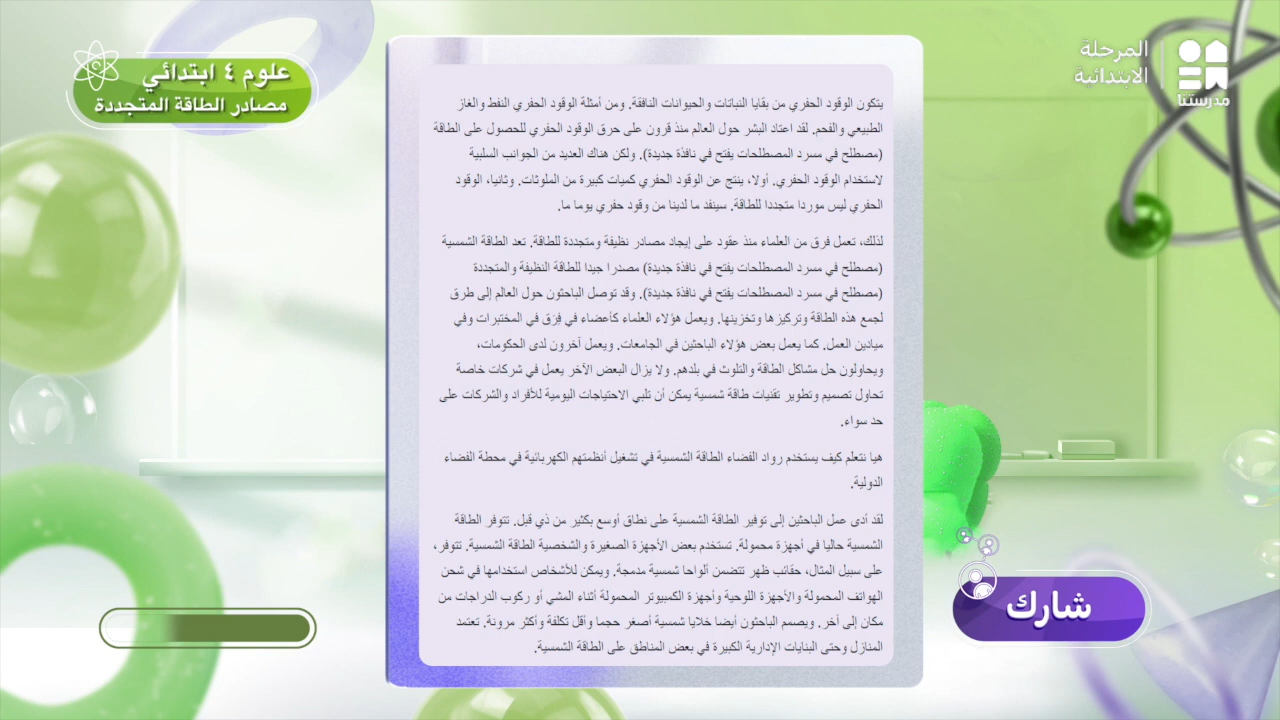 المرحلة
الابتدائية
مدرستنا
علوم ٤ ابتدائي
مصادر الطاقة المتجددة
يتكون الوقود الحفري من بقايا النباتات والحيوانات النافقة. ومن أمثلة الوقود الحفري النفط والغاز
الطبيعي والفحم. لقد اعتاد البشر حول العالم منذ قرون على حرق الوقود الحفري للحصول على الطاقة
(مصطلح في مسرد المصطلحات يفتح في نافذة جديدة). ولكن هناك العديد من الجوانب السلبية
لاستخدام الوقود الحفري. أولا، ينتج عن الوقود الحفري كميات كبيرة من الملوثات. وثانيا، الوقود
الحفري ليس موردا متجددا للطاقة. سينفد ما لدينا من وقود حفري يوما ما.
لذلك، تعمل فرق من العلماء منذ عقود على إيجاد مصادر نظيفة ومتجددة للطاقة. تعد الطاقة الشمسية
(مصطلح في مسرد المصطلحات يفتح في نافذة جديدة) مصدرا جيدا للطاقة النظيفة والمتجددة
(مصطلح في مسرد المصطلحات يفتح في نافذة جديدة). وقد توصل الباحثون حول العالم إلى طرق
لجمع هذه الطاقة وتركيزها وتخزينها. ويعمل هؤلاء العلماء كأعضاء في فِرَق في المختبرات وفي
ميادين العمل. كما يعمل بعض هؤلاء الباحثين في الجامعات. ويعمل آخرون لدى الحكومات،
ويحاولون حل مشاكل الطاقة والتلوث في بلدهم. ولا يزال البعض الآخر يعمل في شركات خاصة
تحاول تصميم وتطوير تقنيات طاقة شمسية يمكن أن تلبي الاحتياجات اليومية للأفراد والشركات على
حد سواء.
هيا نتعلم كيف يستخدم رواد الفضاء الطاقة الشمسية في تشغيل أنظمتهم الكهربائية في محطة الفضاء
الدولية.
لقد أدى عمل الباحثين إلى توفير الطاقة الشمسية على نطاق أوسع بكثير من ذي قبل. تتوفر الطاقة
الشمسية حاليا في أجهزة محمولة. تستخدم بعض الأجهزة الصغيرة والشخصية الطاقة الشمسية. تتوفر،
على سبيل المثال، حقائب ظهر تتضمن ألواحا شمسية مدمجة. ويمكن للأشخاص استخدامها في شحن
الهواتف المحمولة والأجهزة اللوحية وأجهزة الكمبيوتر المحمولة أثناء المشي أو ركوب الدراجات من
مكان إلى آخر. ويصمم الباحثون أيضا خلايا شمسية أصغر حجما وأقل تكلفة وأكثر مرونة. تعتمد
المنازل وحتى البنايات الإدارية الكبيرة في بعض المناطق على الطاقة الشمسية.
شارك